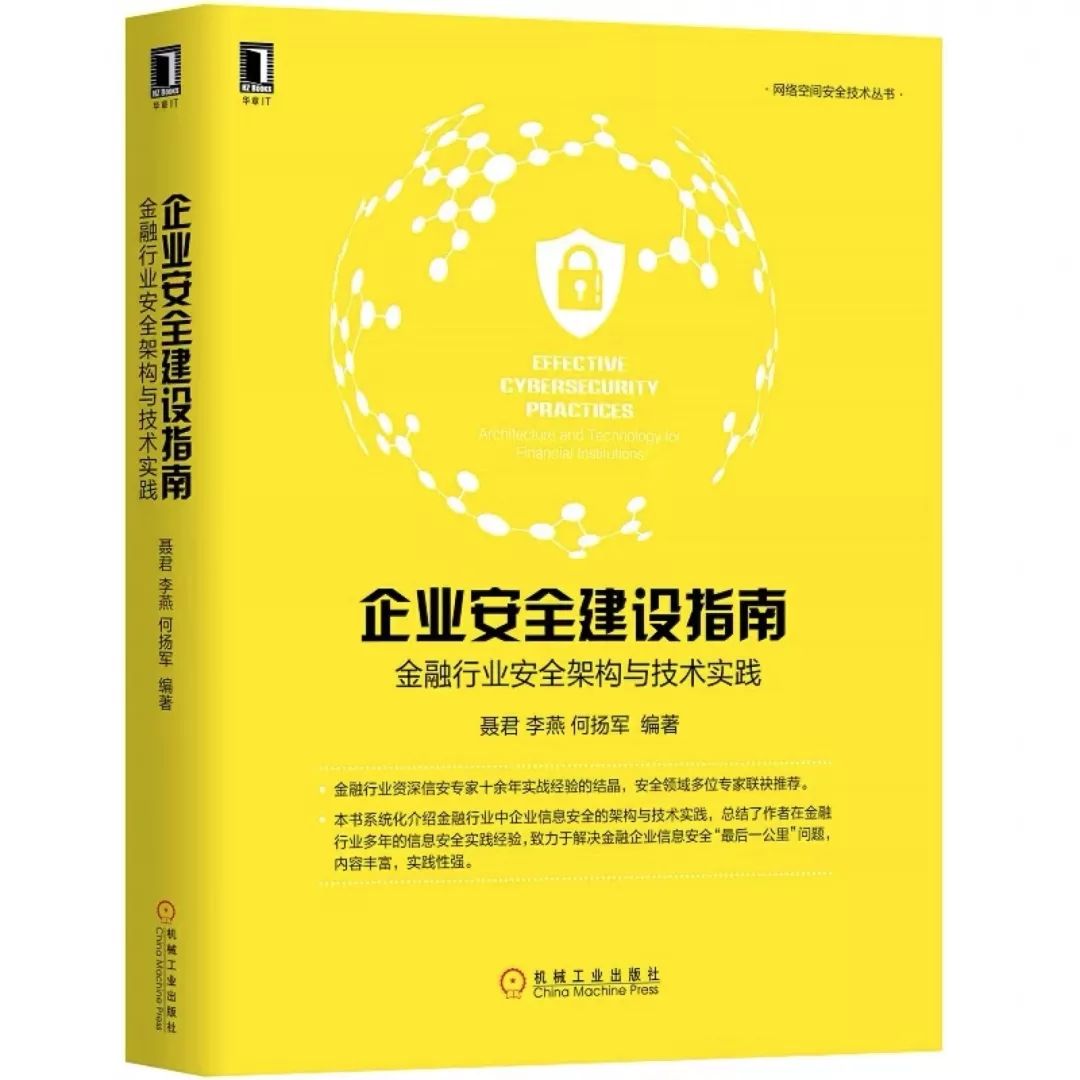 HZ Books
华章IT
企业安全建设指南
金融行业安全架构与技术实践
聂君 李燕 何扬军 编著
机械工业出版社
China Machine Press
HZ Books
华章IT
·网络空间安全技术丛书·
EFFECTIVE
CYBERSECURITY
PRACTICES
Architecture and Technology for
Financial Institutions
企业安全建设指南
金融行业安全架构与技术实践
聂君 李燕 何扬军 编著
• 金融行业资深信安专家十余年实战经验的结晶，安全领域多位专家联袂推荐。
• 本书系统化介绍金融行业中企业信息安全的架构与技术实践，总结了作者在金融
行业多年的信息安全实践经验，致力于解决金融企业信息安全“最后一公里”问题，
内容丰富，实践性强。
机械工业出版社
China Machine Press